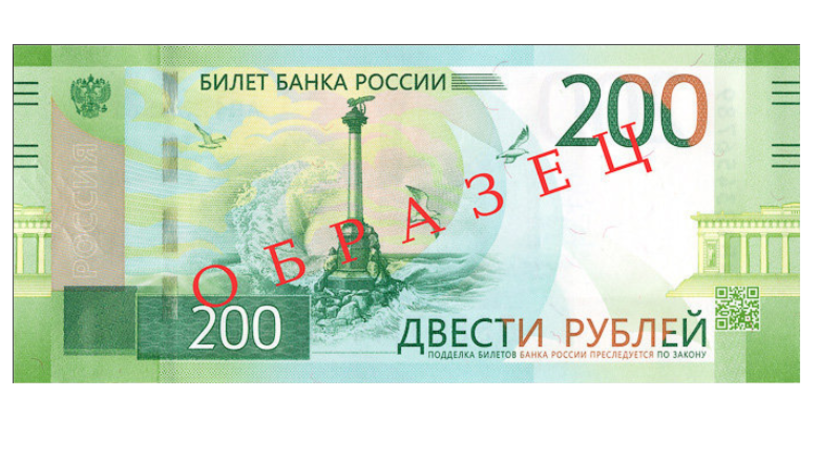 БИЛЕТ БАНКА РОССИИ
200
РОССИЯ
ОБРАЗЕЦ
200
ДВЕСТИ РУБЛЕЙ
ПОДДЕЛКА БИЛЕТОВ БАНКА РОССИИ ПРЕСЛЕДУЕТСЯ ПО ЗАКОНУ